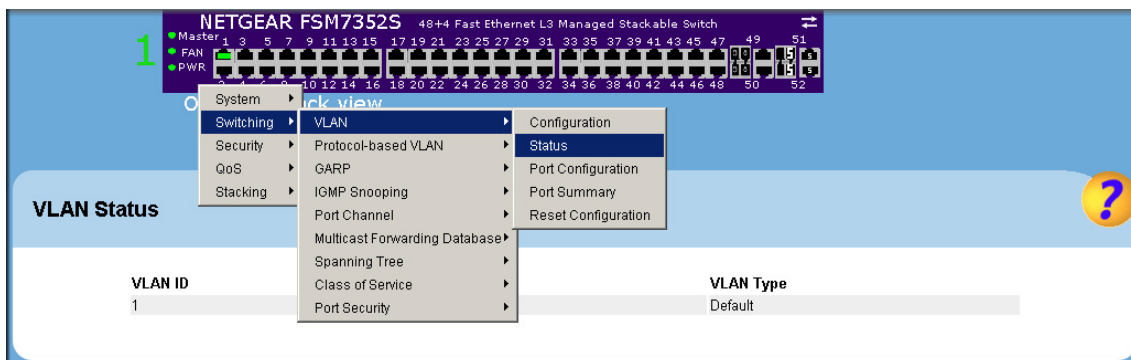 NETGEAR FSM7352S 48+4 Fast Ethernet L3 Managed Stackable Switch
1
Master
FAN
PWR
1 3 5 7 9 11 13 15 17 19 21 23 25 27 29 31 33 35 37 39 41 43 45 47 49 51
10 12 14 16 18 20 22 24 26 28 30 32 34 36 38 40 42 44 46 48 50 52
view
System
Switching
Security
QoS
Stacking
VLAN
Protocol-based VLAN
GARP
IGMP Snooping
Port Channel
Multicast Forwarding Database
Spanning Tree
Class of Service
Port Security
Configuration
Status
Port Configuration
Port Summary
Reset Configuration
VLAN Status
?
VLAN ID VLAN Type
1 Default